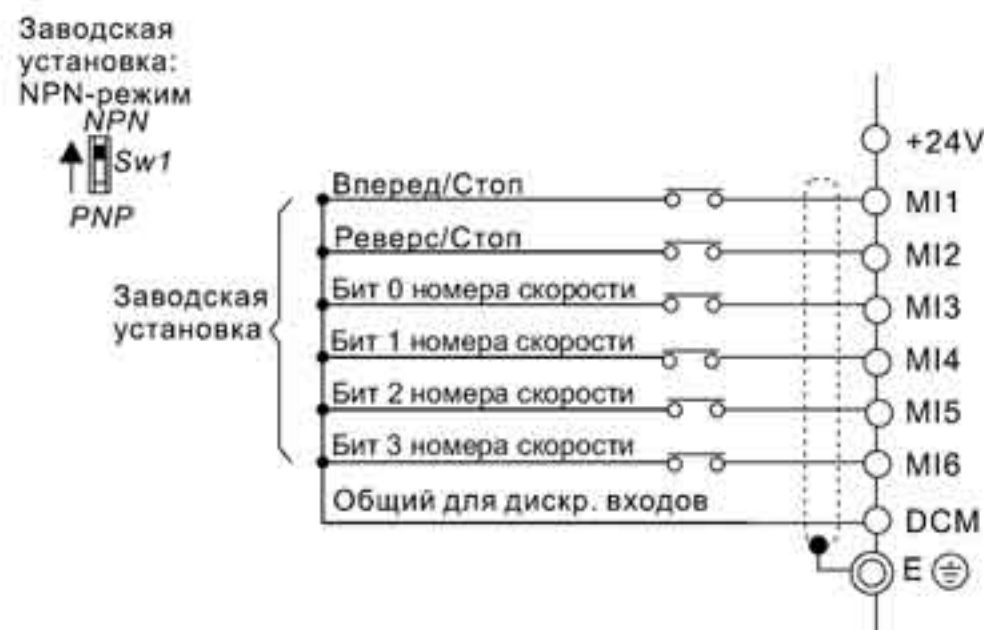 Заводская
установка:
NPN-режим
NPN
Sw1
PNP
+24V
Вперед/Стоп
MI1
Реверс/Стоп
MI2
Заводская
установка
Бит 0 номера скорости
MI3
Бит 1 номера скорости
MI4
Бит 2 номера скорости
MI5
Бит 3 номера скорости
MI6
Общий для дискр. входов
DCM
E